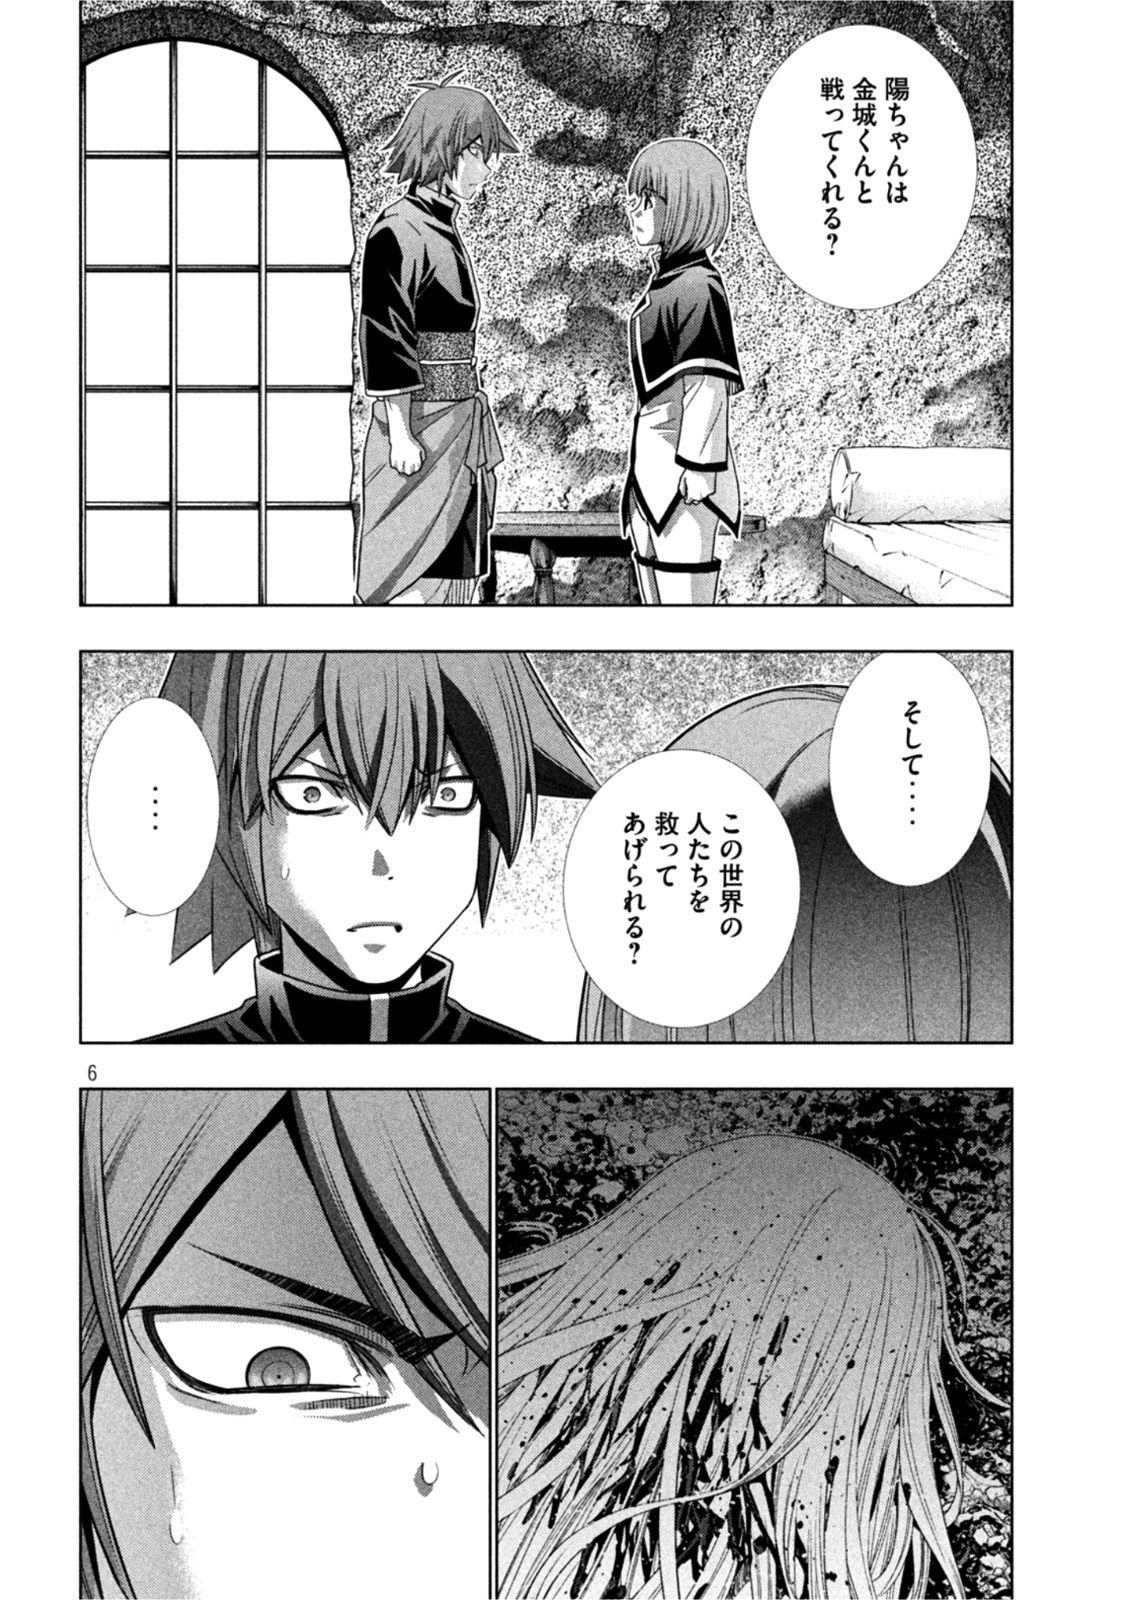 陽ちゃんは
金城くんと
戦ってくれる?
そして‥‥
この世界の
人たちを
救って
あげられる?
‥‥
6